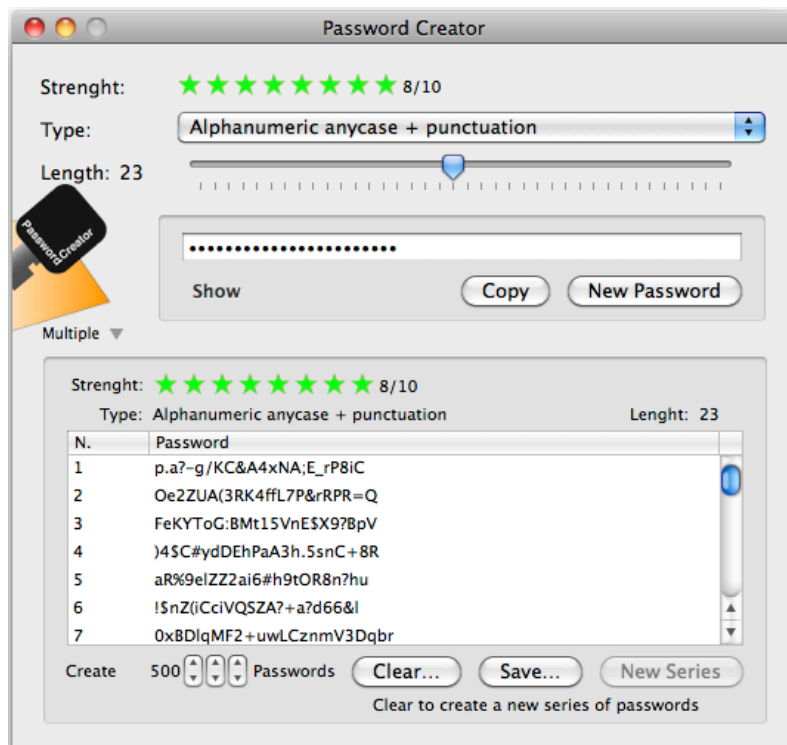 Password Creator
Strenght: 8/10
Type: Alphanumeric anycase + punctuation
Length: 23
PasswordCreator
••••••••••••••••••••••••
Show Copy New Password
Multiple
Strenght: 8/10
Type: Alphanumeric anycase + punctuation Lenght: 23
N. Password
1 p.a?-g/KC&A4xNA;E_rP8iC
2 Oe2ZUA(3RK4ffL7P&rRPR=Q
3 FeKYToG:BMt15VnE$X9?BpV
4 )4$C#ydDEhPaA3h.5snC+8R
5 aR%9elZZ2ai6#h9tOR8n?hu
6 !$nZ(iCciVQSZA?+a?d66&l
7 0xBDlqMF2+uwLCznmV3Dqbr
Create 500 Passwords Clear... Save... New Series
Clear to create a new series of passwords